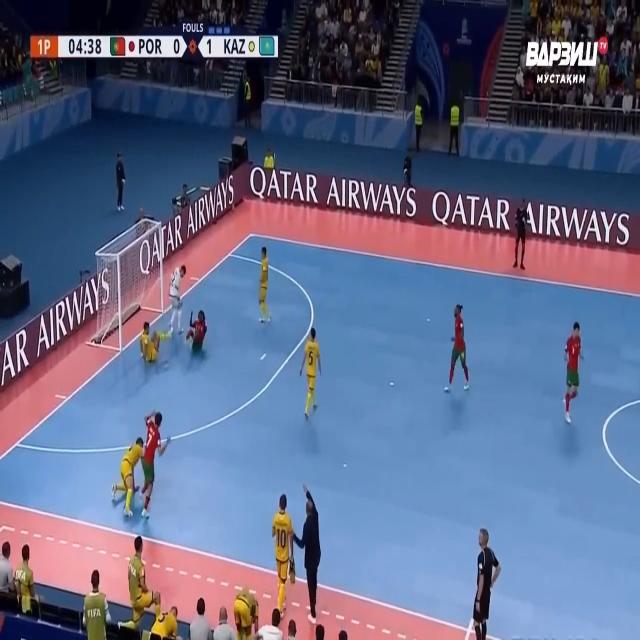 FOULS
1P 04:38 POR 0 1 KAZ
ВАРЗИШ TV
МУСТАҚИМ
QATAR AIRWAYS QATAR AIRWAYS
QATAR AIRWAYS
QATAR AIRWAYS
5
10
FIFA